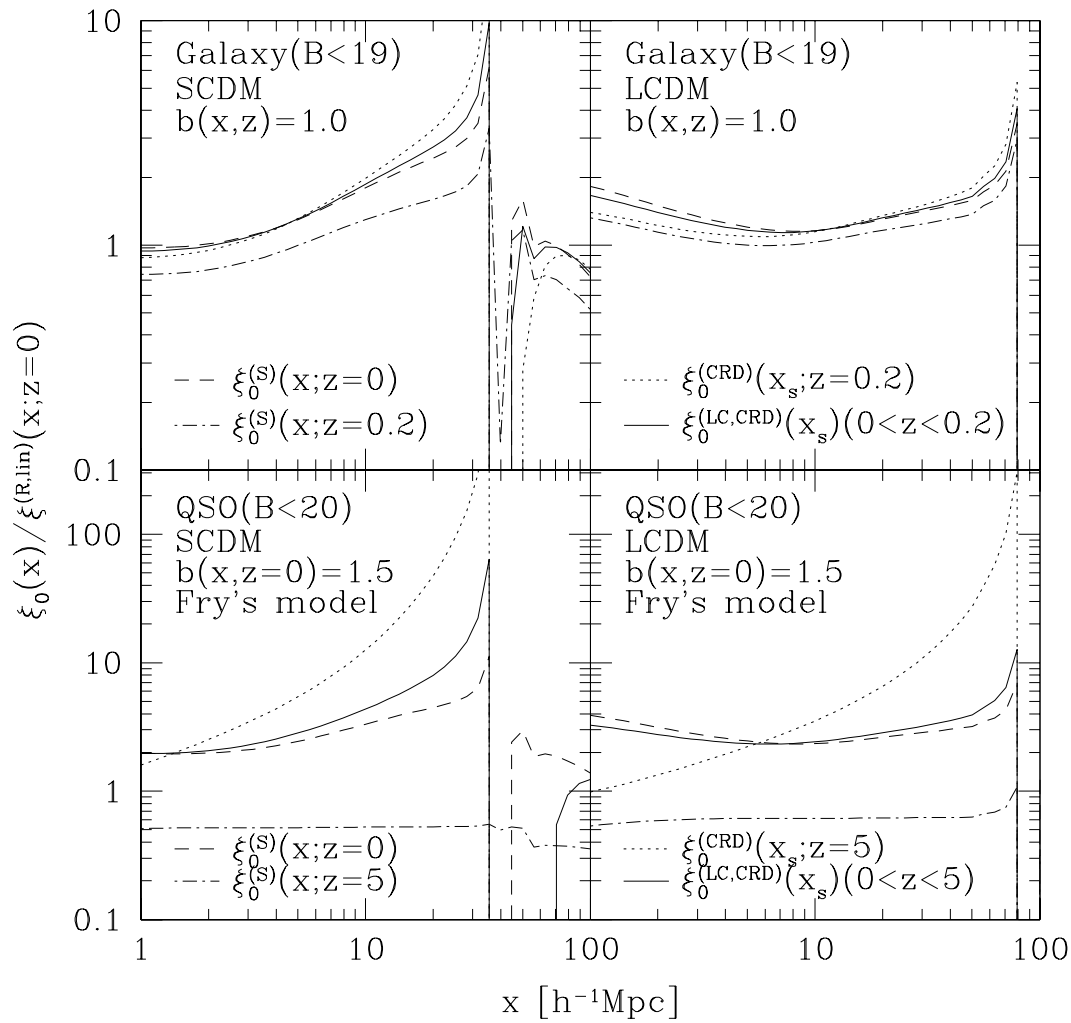 ξ₀(x)/ξ^(R,lin)(x;z=0)
10
1
0.1
100
10
1
0.1
Galaxy(B<19)
SCDM
b(x,z)=1.0
ξ₀^(S)(x;z=0)
ξ₀^(S)(x;z=0.2)
Galaxy(B<19)
LCDM
b(x,z)=1.0
ξ₀^(CRD)(xₛ;z=0.2)
ξ₀^(LC,CRD)(xₛ)(0<z<0.2)
QSO(B<20)
SCDM
b(x,z=0)=1.5
Fry's model
ξ₀^(S)(x;z=0)
ξ₀^(S)(x;z=5)
QSO(B<20)
LCDM
b(x,z=0)=1.5
Fry's model
ξ₀^(CRD)(xₛ;z=5)
ξ₀^(LC,CRD)(xₛ)(0<z<5)
1 10 100 10 100
x [h⁻¹Mpc]